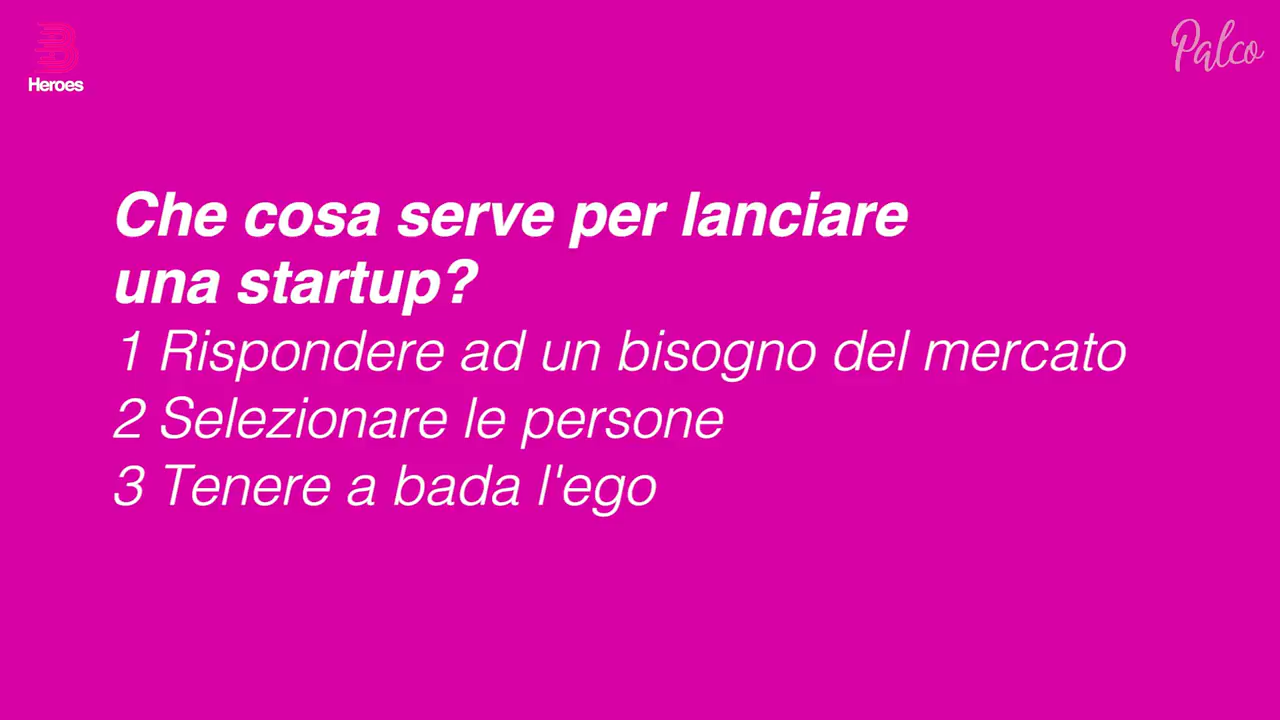 B
Heroes
Palco
Che cosa serve per lanciare
una startup?
1 Rispondere ad un bisogno del mercato
2 Selezionare le persone
3 Tenere a bada l'ego